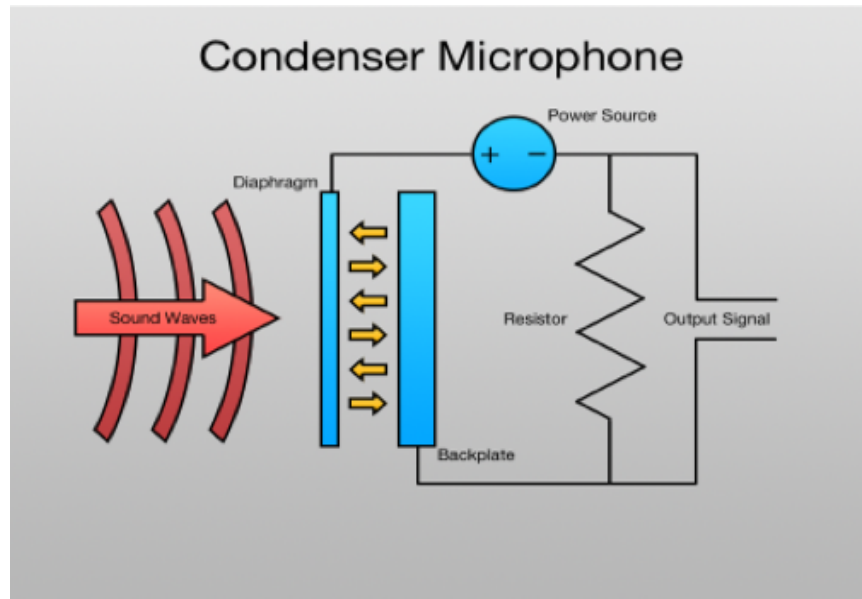 Condenser Microphone
Power Source
+ −
Diaphragm
Sound Waves
Resistor
Output Signal
Backplate